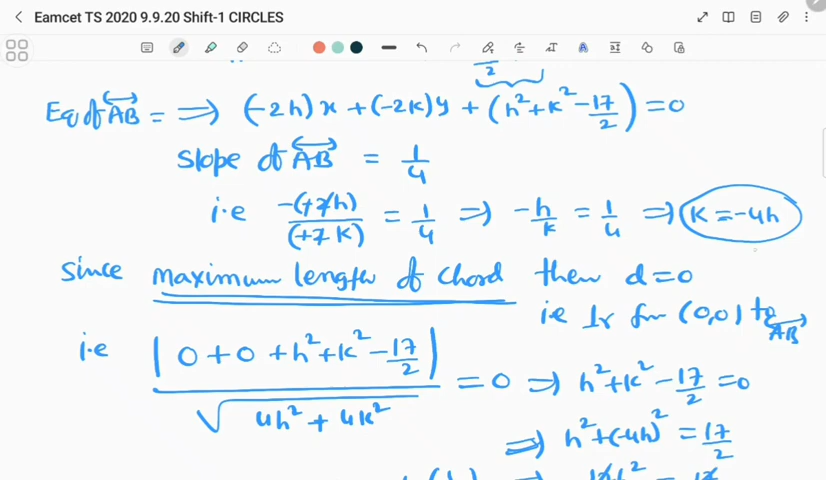 Eamcet TS 2020 9.9.20 Shift-1 CIRCLES
2
Eq of AB = ⟹ (-2h)x + (-2k)y + (h²+k²-17/2) = 0
Slope of AB = 1/4
i.e -(+2h)/(+2k) = 1/4 ⟹ -h/k = 1/4 ⟹ K = -4h
since maximum length of chord then d=0
i.e ⊥r from (0,0) to AB
i.e |0+0+h²+k²-17/2| / √(4h²+4k²) = 0 ⟹ h²+k²-17/2 = 0
⟹ h²+(-4h)² = 17/2